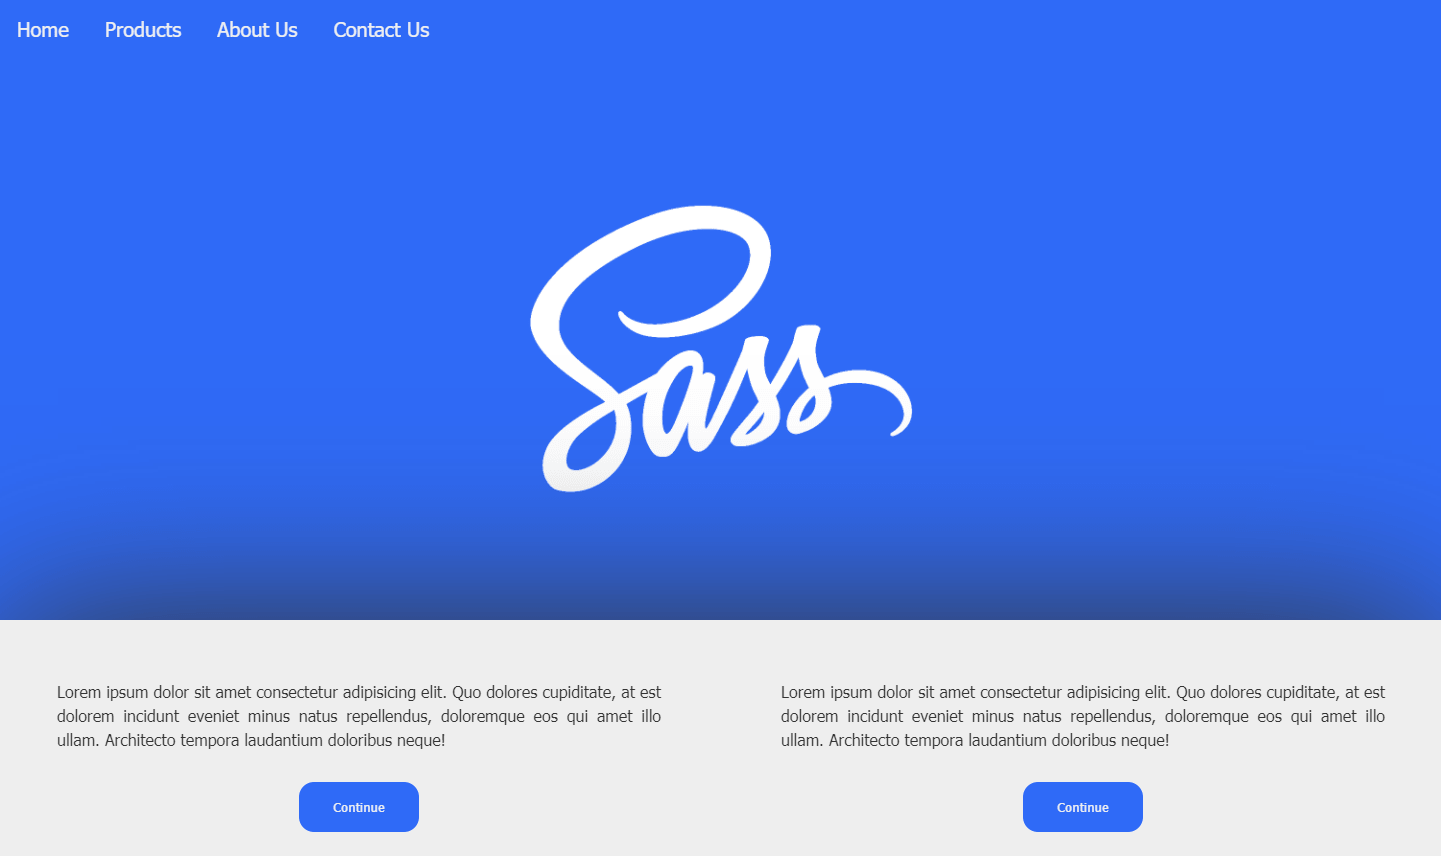 Home Products About Us Contact Us
Sass
Lorem ipsum dolor sit amet consectetur adipisicing elit. Quo dolores cupiditate, at est
dolorem incidunt eveniet minus natus repellendus, doloremque eos qui amet illo
ullam. Architecto tempora laudantium doloribus neque!
Continue
Lorem ipsum dolor sit amet consectetur adipisicing elit. Quo dolores cupiditate, at est
dolorem incidunt eveniet minus natus repellendus, doloremque eos qui amet illo
ullam. Architecto tempora laudantium doloribus neque!
Continue